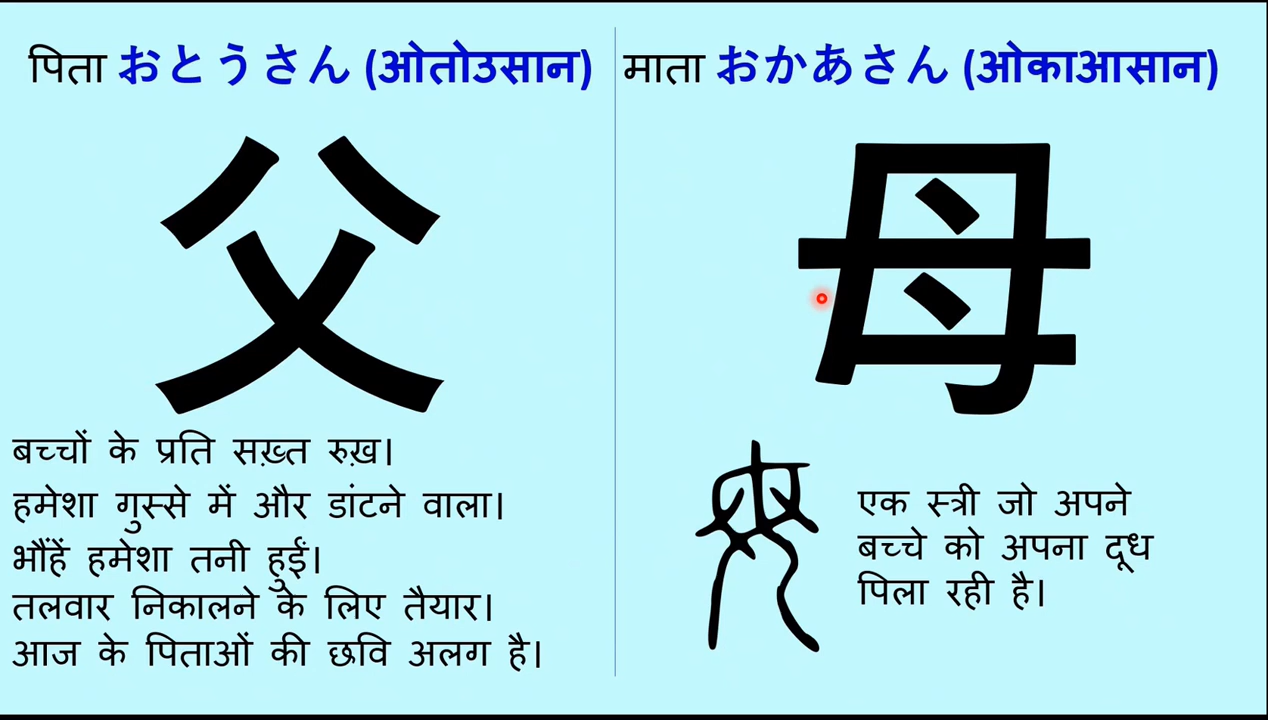 पिता おとうさん (ओतोउसान)
父
बच्चों के प्रति सख़्त रुख़।
हमेशा गुस्से में और डांटने वाला।
भौंहें हमेशा तनी हुईं।
तलवार निकालने के लिए तैयार।
आज के पिताओं की छवि अलग है।
माता おかあさん (ओकाआसान)
母
एक स्त्री जो अपने
बच्चे को अपना दूध
पिला रही है।